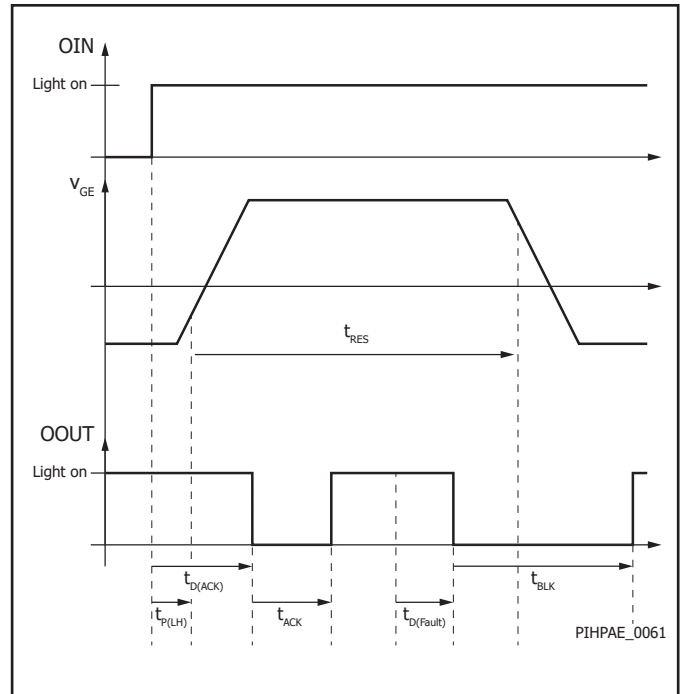 OIN
Light on
vGE
tRES
OOUT
Light on
tD(ACK)
tBLK
tP(LH)
tACK
tD(Fault)
PIHPAE_0061